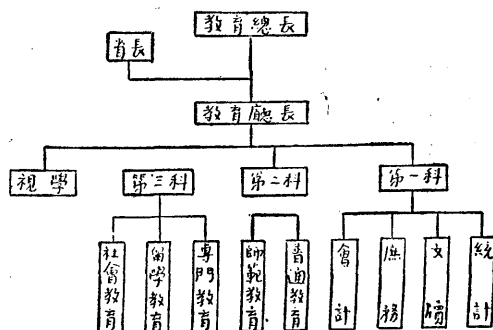 教育總長
省長
教育廳長
第一科
第二科
第三科
視學
統計
文牘
庶務
會計
普通教育
師範教育
專門教育
留學教育
社會教育